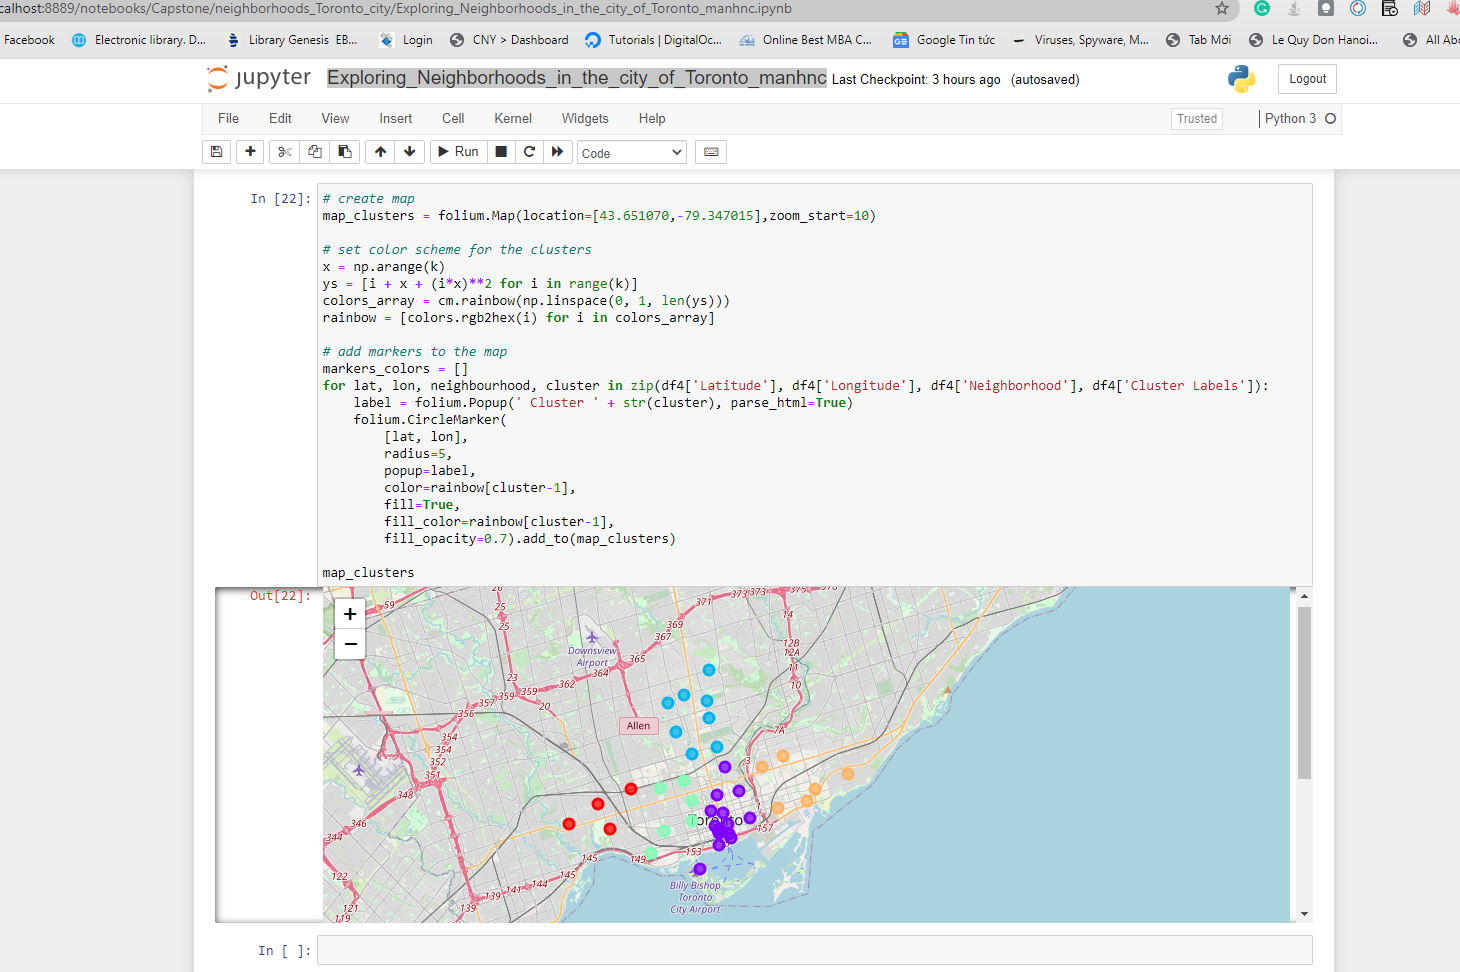 calhost:8889/notebooks/Capstone/neighborhoods_Toronto_city/Exploring_Neighborhoods_in_the_city_of_Toronto_manhnc.ipynb
Facebook Electronic library. D... Library Genesis EB... Login CNY > Dashboard Tutorials | DigitalOc... Online Best MBA C... Google Tin tức Viruses, Spyware, M... Tab Mới Le Quy Don Hanoi... All Abo
jupyter Exploring_Neighborhoods_in_the_city_of_Toronto_manhnc Last Checkpoint: 3 hours ago (autosaved) Logout
File Edit View Insert Cell Kernel Widgets Help Trusted Python 3
Run Code
In [22]: # create map
map_clusters = folium.Map(location=[43.651070,-79.347015],zoom_start=10)
# set color scheme for the clusters
x = np.arange(k)
ys = [i + x + (i*x)**2 for i in range(k)]
colors_array = cm.rainbow(np.linspace(0, 1, len(ys)))
rainbow = [colors.rgb2hex(i) for i in colors_array]
# add markers to the map
markers_colors = []
for lat, lon, neighbourhood, cluster in zip(df4['Latitude'], df4['Longitude'], df4['Neighborhood'], df4['Cluster Labels']):
label = folium.Popup(' Cluster ' + str(cluster), parse_html=True)
folium.CircleMarker(
[lat, lon],
radius=5,
popup=label,
color=rainbow[cluster-1],
fill=True,
fill_color=rainbow[cluster-1],
fill_opacity=0.7).add_to(map_clusters)
map_clusters
Out[22]:
+
−
59
25
25
371
373
373
375
14
369
367
12B
12A
Downsview
Airport
365
364
11
10
23
362
359
359
357
20
356
Allen
7A
354
354
352
351
3
348
1
346
344
Toronto
157
153
149
145
145
144
141
139
139
122
121
119
Billy Bishop
Toronto
City Airport
In [ ]: